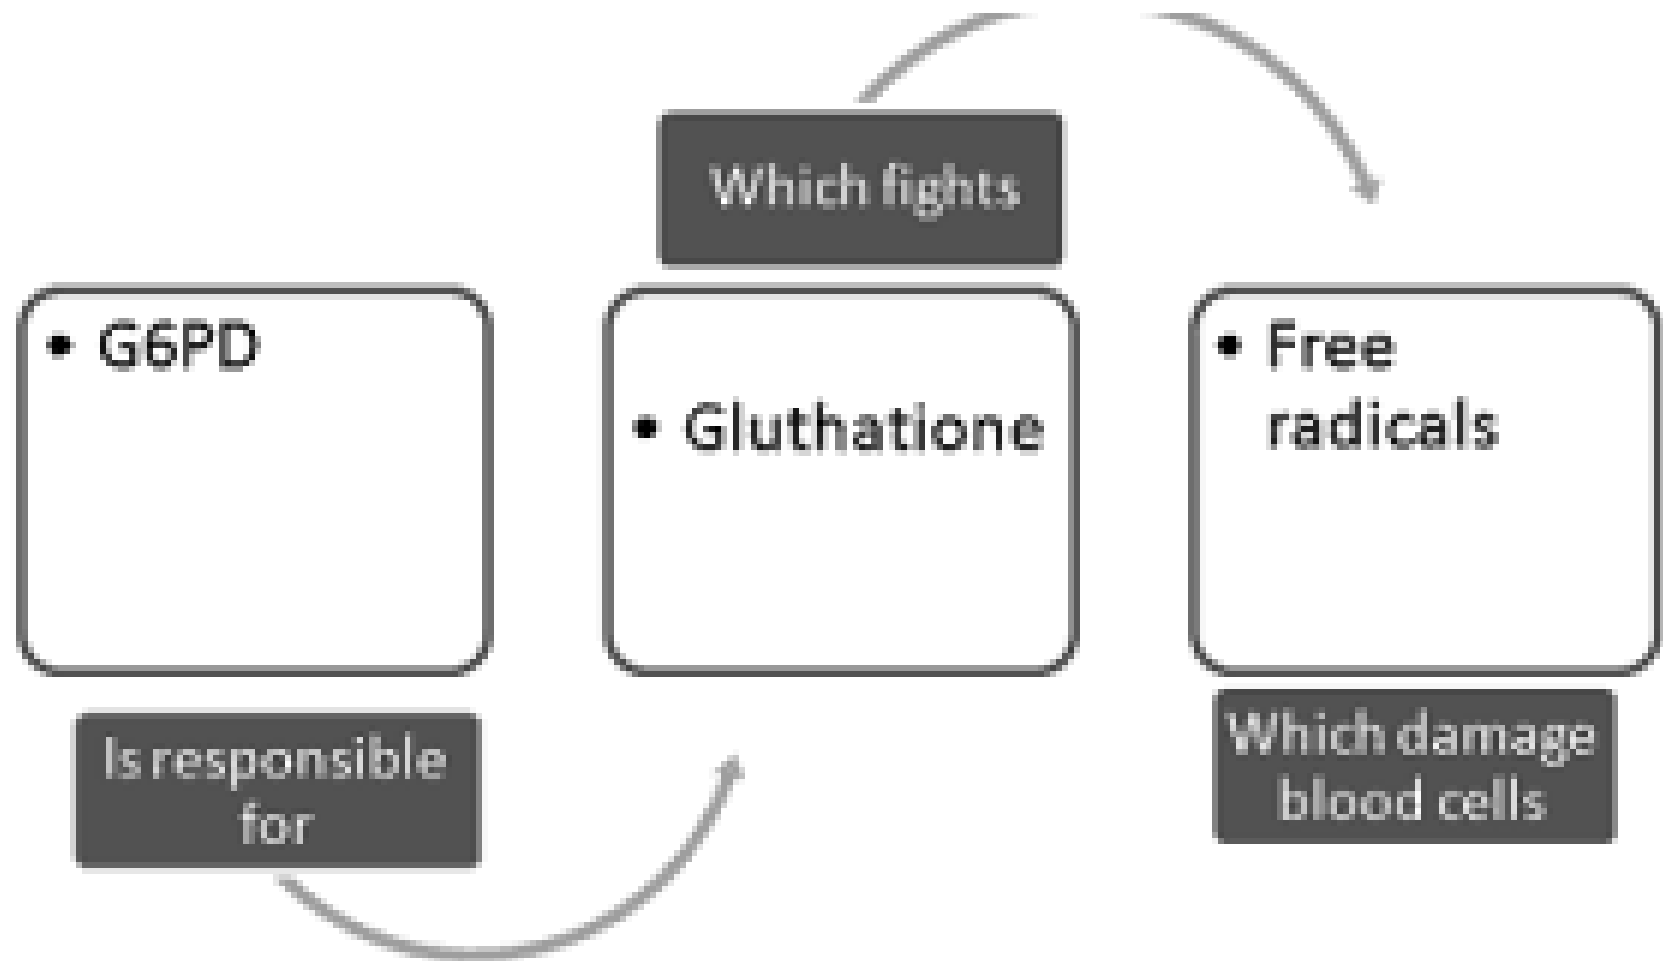 • G6PD
Is responsible
for
• Gluthatione
Which fights
• Free
radicals
Which damage
blood cells